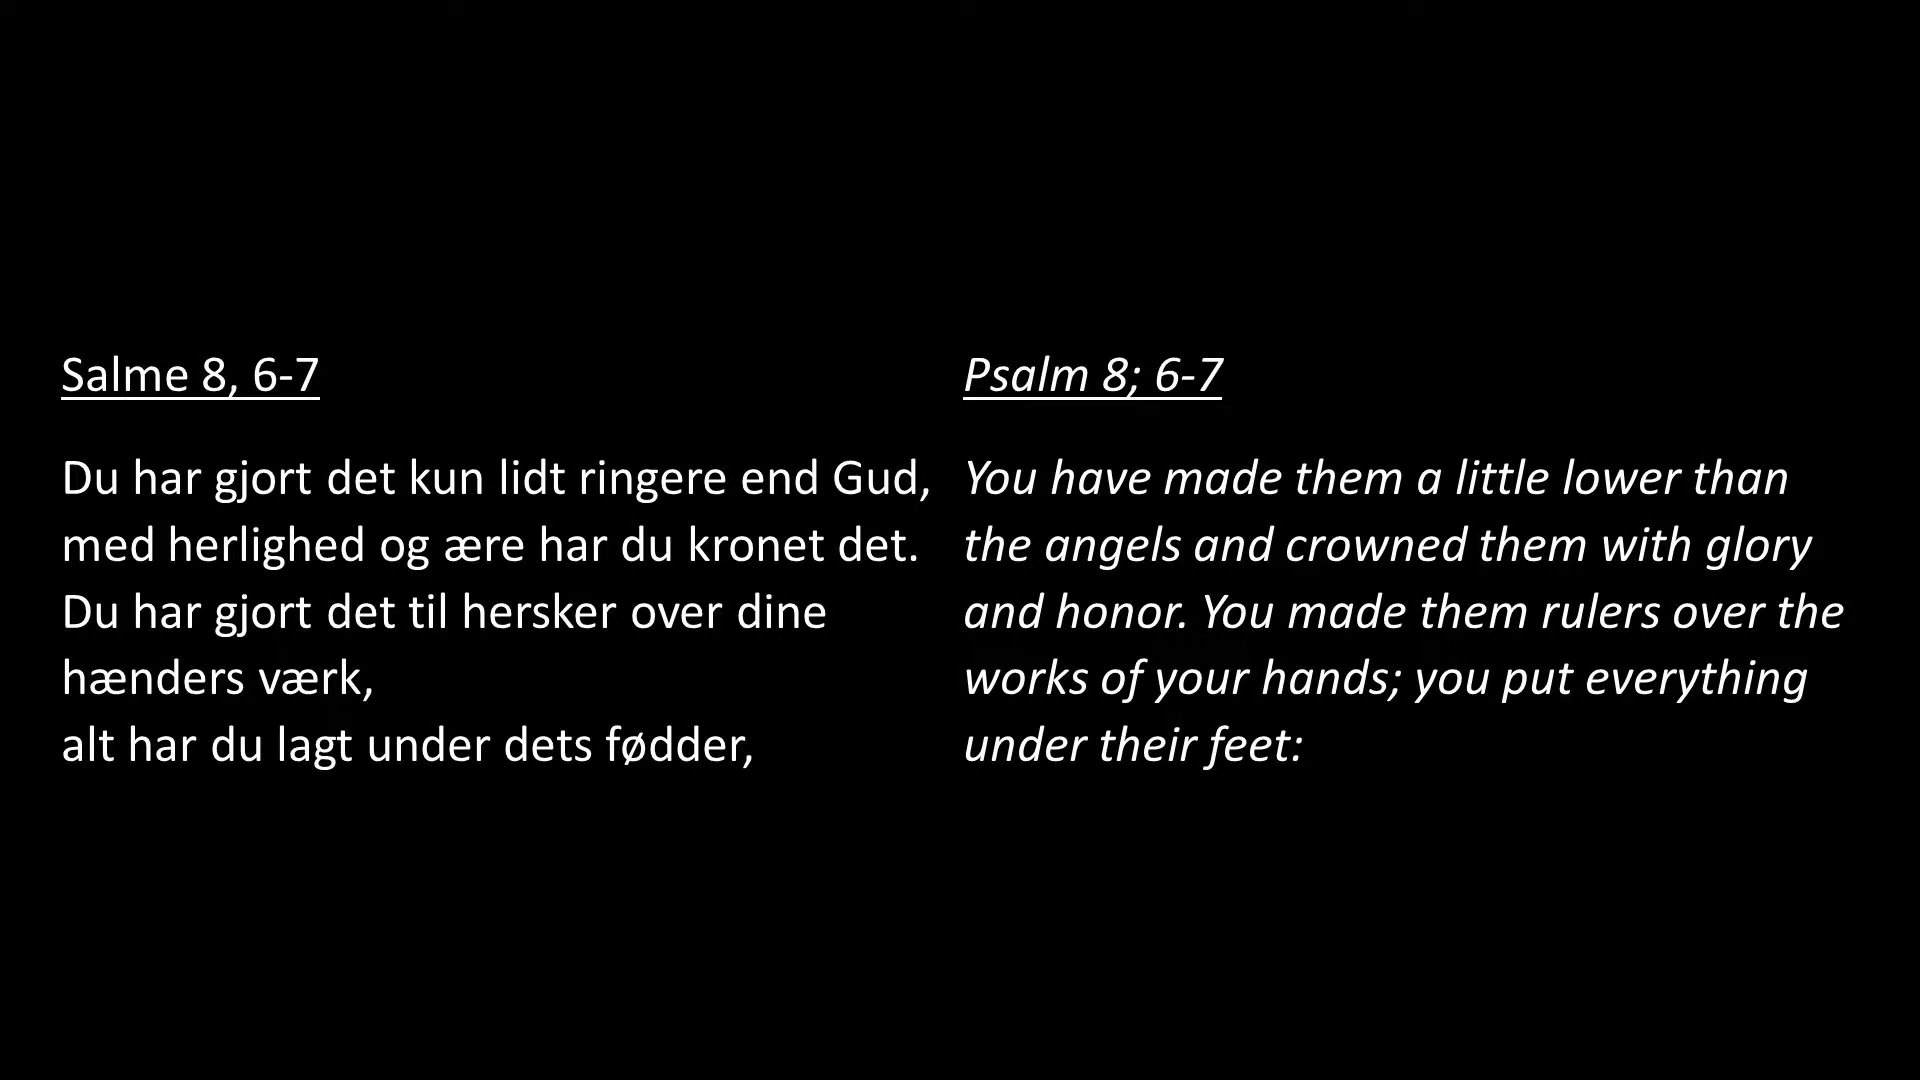 Salme 8, 6-7
Du har gjort det kun lidt ringere end Gud,
med herlighed og ære har du kronet det.
Du har gjort det til hersker over dine
hænders værk,
alt har du lagt under dets fødder,
Psalm 8; 6-7
You have made them a little lower than
the angels and crowned them with glory
and honor. You made them rulers over the
works of your hands; you put everything
under their feet: